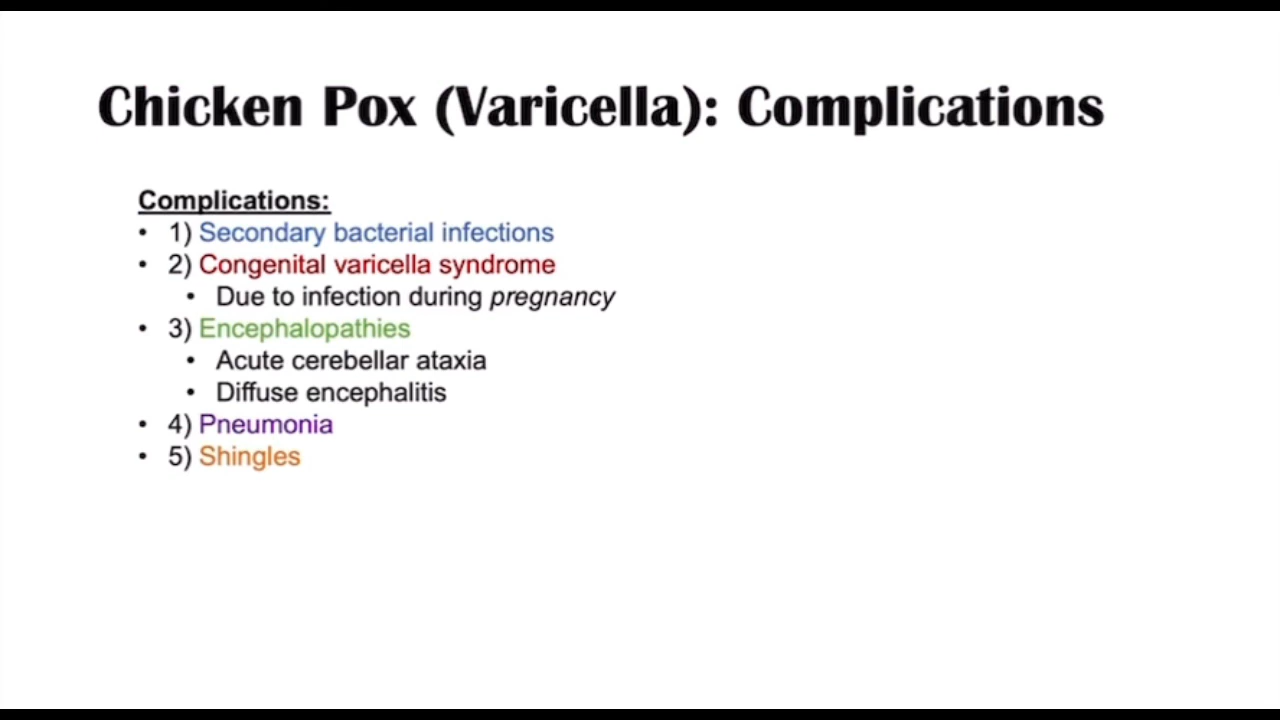 Chicken Pox (Varicella): Complications
Complications:
• 1) Secondary bacterial infections
• 2) Congenital varicella syndrome
• Due to infection during pregnancy
• 3) Encephalopathies
• Acute cerebellar ataxia
• Diffuse encephalitis
• 4) Pneumonia
• 5) Shingles